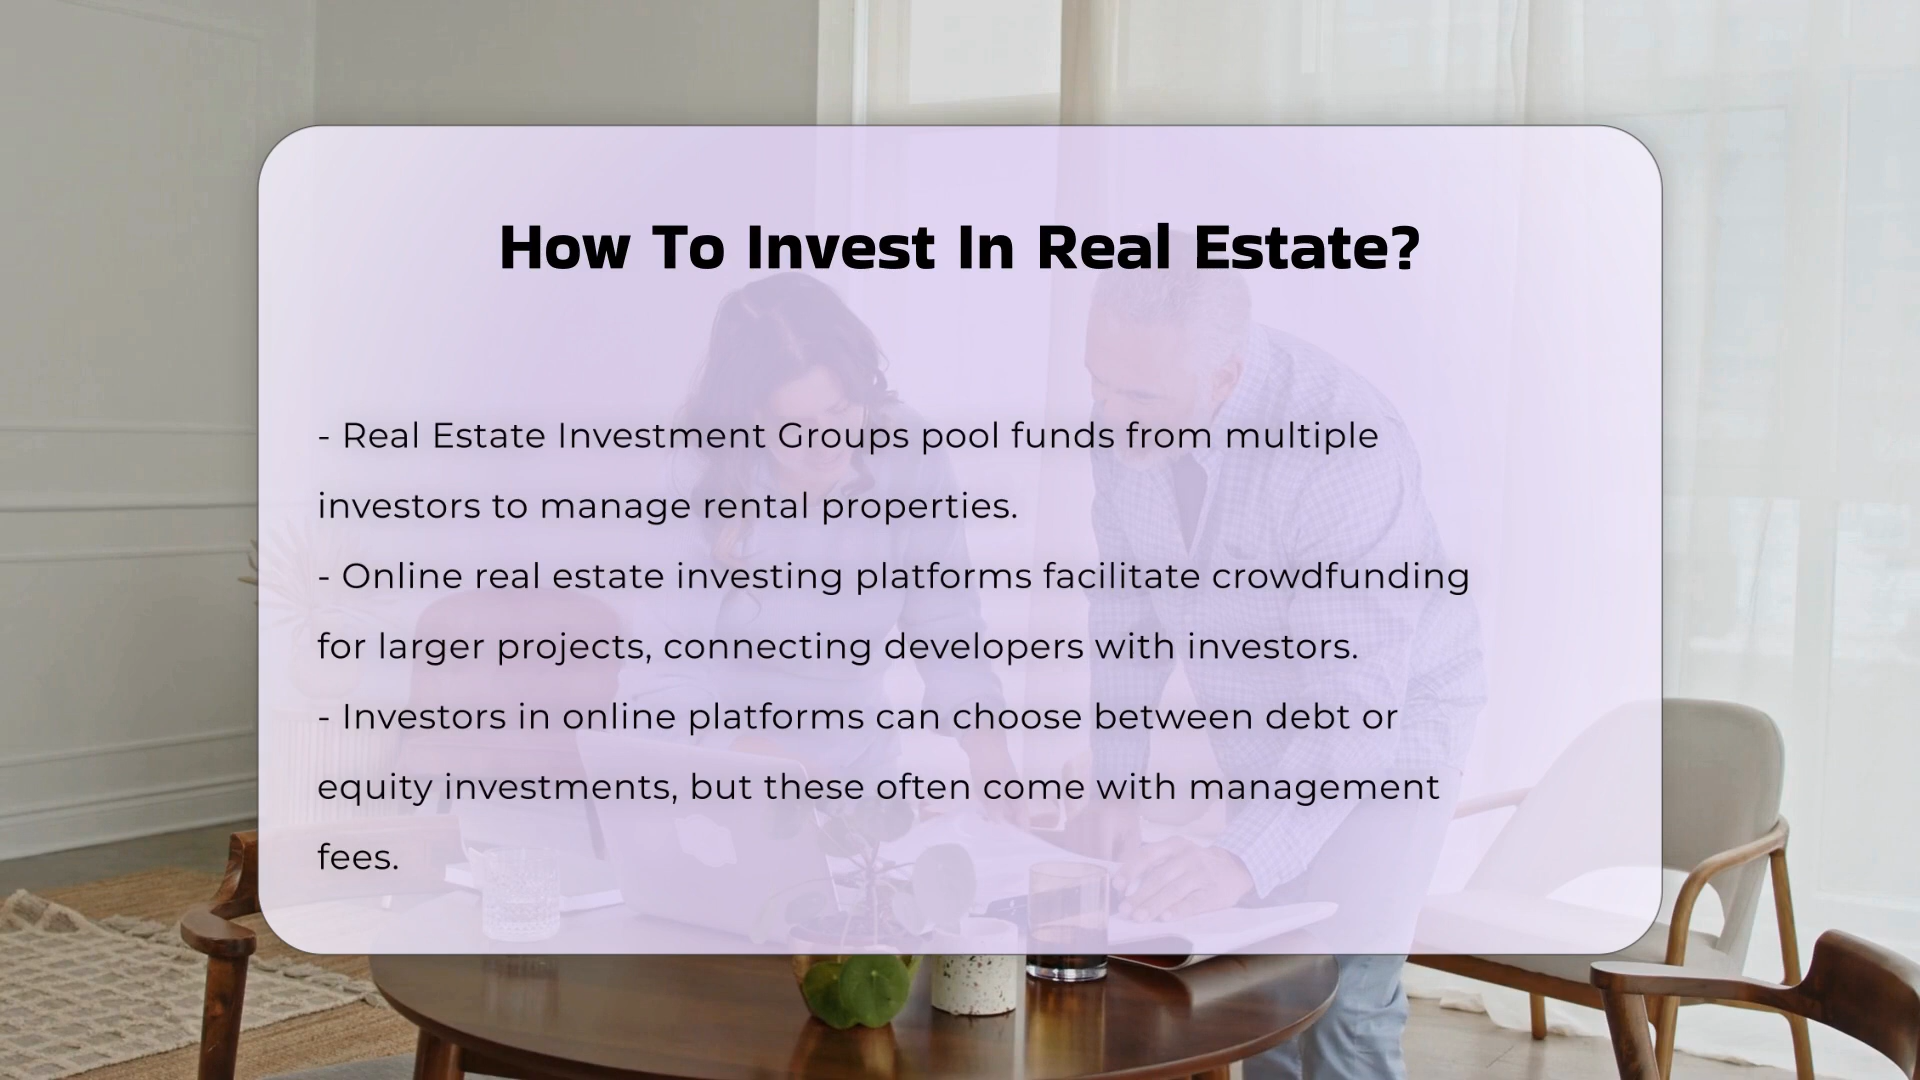 How To Invest In Real Estate?
- Real Estate Investment Groups pool funds from multiple
investors to manage rental properties.
- Online real estate investing platforms facilitate crowdfunding
for larger projects, connecting developers with investors.
- Investors in online platforms can choose between debt or
equity investments, but these often come with management
fees.